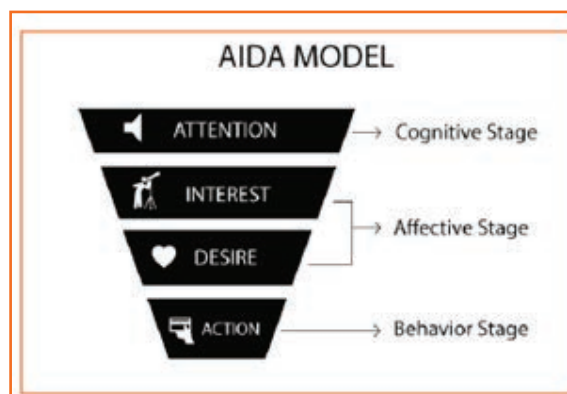 AIDA MODEL
ATTENTION
Cognitive Stage
INTEREST
Affective Stage
DESIRE
ACTION
Behavior Stage